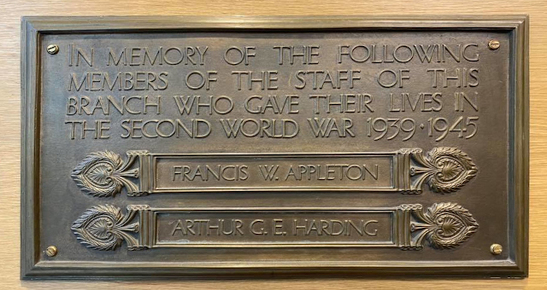 IN MEMORY OF THE FOLLOWING
MEMBERS OF THE STAFF OF THIS
BRANCH WHO GAVE THEIR LIVES IN
THE SECOND WORLD WAR 1939·1945
FRANCIS W. APPLETON
ARTHUR G. E. HARDING